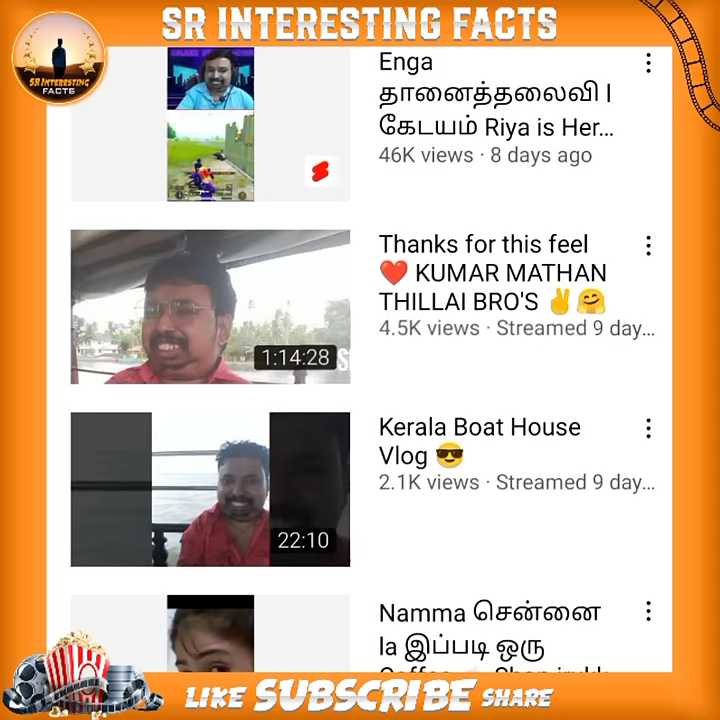 SR INTERESTING FACTS
SR INTERESTING
FACTS
Enga
தானைத்தலைவி |
கேடயம் Riya is Her...
46K views · 8 days ago
Thanks for this feel
❤️ KUMAR MATHAN
THILLAI BRO'S ✌️🤗
4.5K views · Streamed 9 day...
1:14:28
Kerala Boat House
Vlog 😎
2.1K views · Streamed 9 day...
22:10
Namma சென்னை
la இப்படி ஒரு
LIKE SUBSCRIBE SHARE